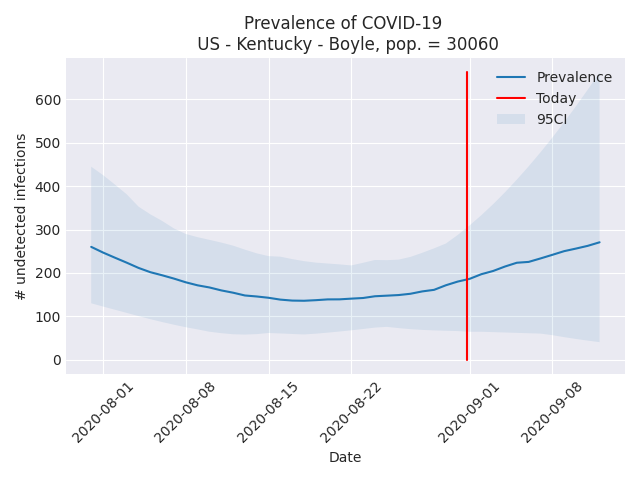 Prevalence of COVID-19
US - Kentucky - Boyle, pop. = 30060
Prevalence
Today
95CI
# undetected infections
600
500
400
300
200
100
0
2020-08-01
2020-08-08
2020-08-15
2020-08-22
2020-09-01
2020-09-08
Date